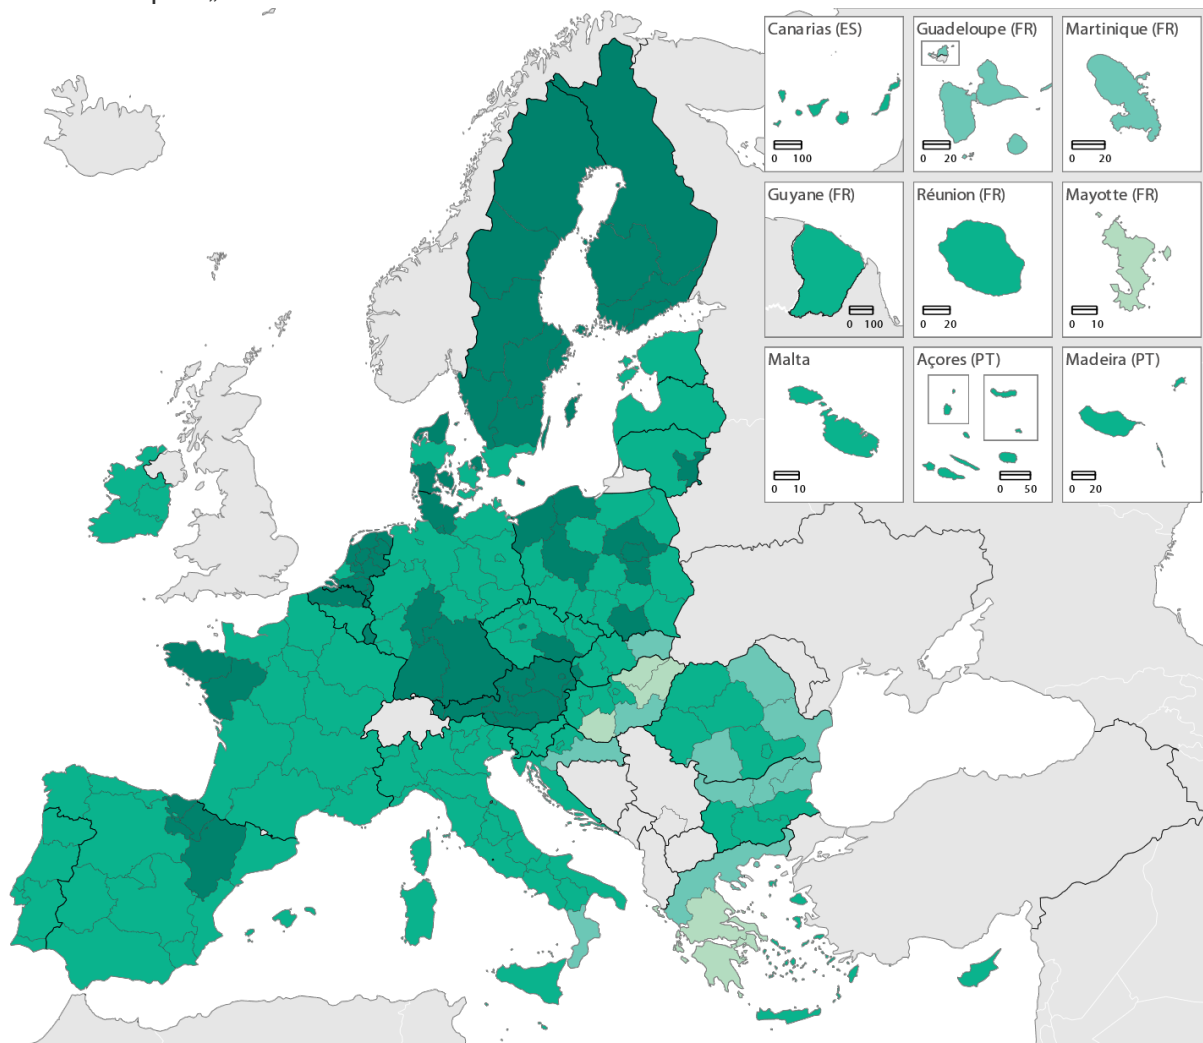 Canarias (ES)
0 100
Guadeloupe (FR)
0 20
Martinique (FR)
0 20
Guyane (FR)
0 100
Réunion (FR)
0 20
Mayotte (FR)
0 10
Malta
0 10
Açores (PT)
0 50
Madeira (PT)
0 20